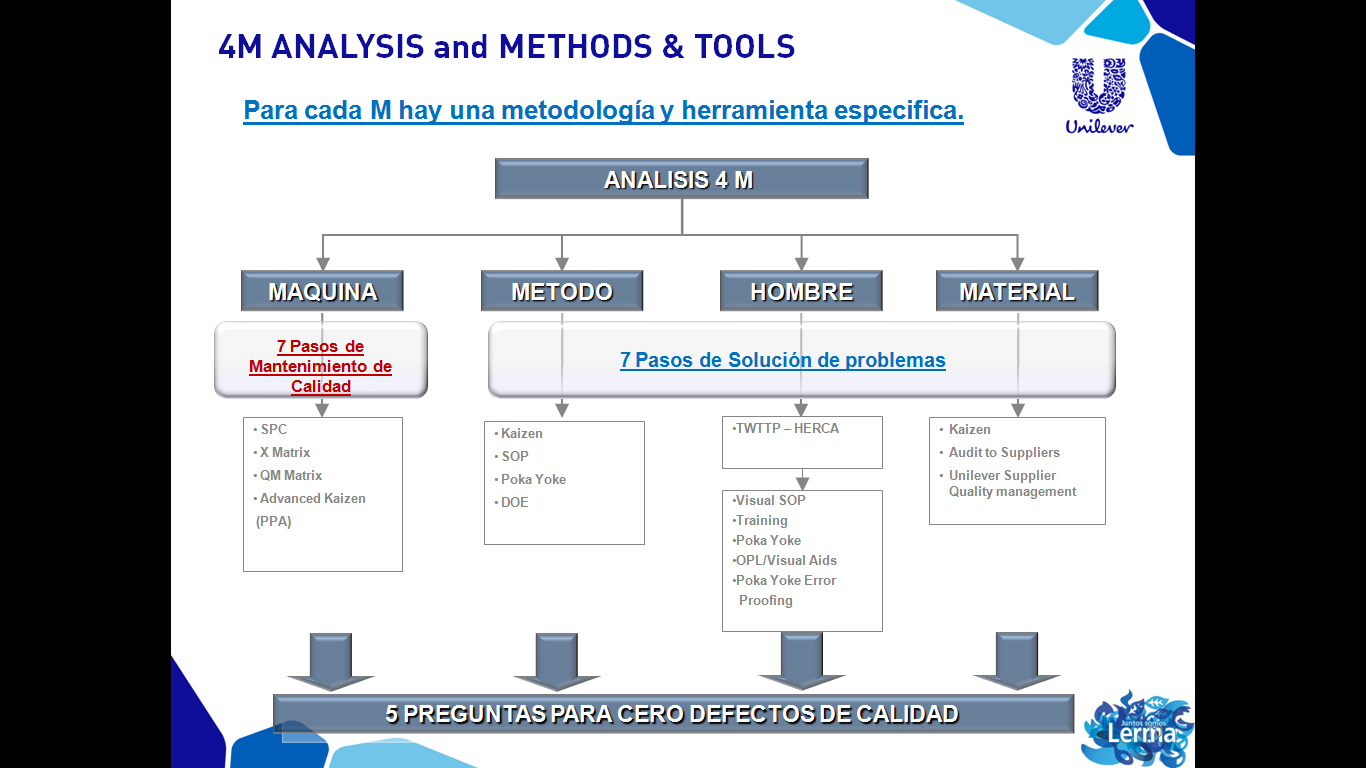 4M ANALYSIS and METHODS & TOOLS
Para cada M hay una metodología y herramienta especifica.
Unilever
ANALISIS 4 M
MAQUINA
METODO
HOMBRE
MATERIAL
7 Pasos de
Mantenimiento de
Calidad
7 Pasos de Solución de problemas
• SPC
• X Matrix
• QM Matrix
• Advanced Kaizen
(PPA)
• Kaizen
• SOP
• Poka Yoke
• DOE
•TWTTP – HERCA
•Visual SOP
•Training
•Poka Yoke
•OPL/Visual Aids
•Poka Yoke Error
Proofing
• Kaizen
• Audit to Suppliers
• Unilever Supplier
Quality management
5 PREGUNTAS PARA CERO DEFECTOS DE CALIDAD
Juntos somos
Lerma